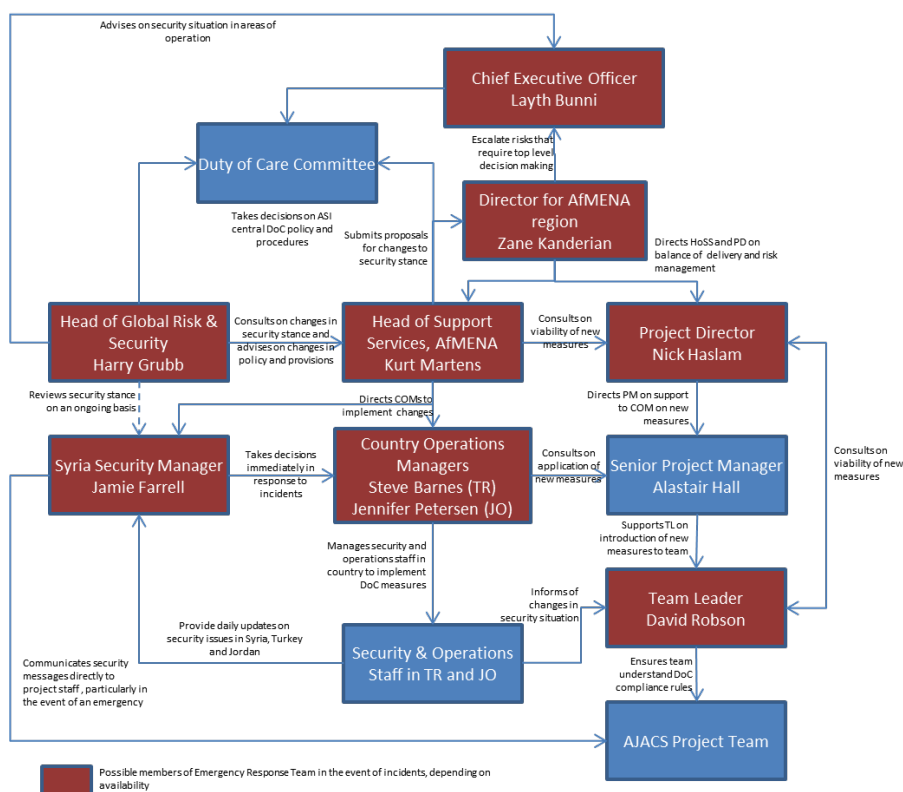 Advises on security situation in areas of
operation
Chief Executive Officer
Layth Bunni
Duty of Care Committee
Escalate risks that
require top level
decision making
Director for AfMENA
region
Zane Kanderian
Takes decisions on ASI
central DoC policy and
procedures
Submits proposals
for changes to
security stance
Directs HoSS and PD on
balance of delivery and risk
management
Head of Global Risk &
Security
Harry Grubb
Consults on changes in
security stance and
advises on changes in
policy and provisions
Head of Support
Services, AfMENA
Kurt Martens
Consults on
viability of new
measures
Project Director
Nick Haslam
Reviews security stance
on an ongoing basis
Directs COMs to
implement changes
Directs PM on support
to COM on new
measures
Syria Security Manager
Jamie Farrell
Takes decisions
immediately in
response to
incidents
Country Operations
Managers
Steve Barnes (TR)
Jennifer Petersen (JO)
Consults on
application of
new measures
Senior Project Manager
Alastair Hall
Consults on
viability of new
measures
Manages security and
operations staff in
country to implement
DoC measures
Supports TL on
introduction of new
measures to team
Informs of
changes in
security situation
Team Leader
David Robson
Provide daily updates on
security issues in Syria, Turkey
and Jordan
Security & Operations
Staff in TR and JO
Communicates security
messages directly to
project staff , particularly in
the event of an emergency
Ensures team
understand DoC
compliance rules
AJACS Project Team
Possible members of Emergency Response Team in the event of incidents, depending on
availability